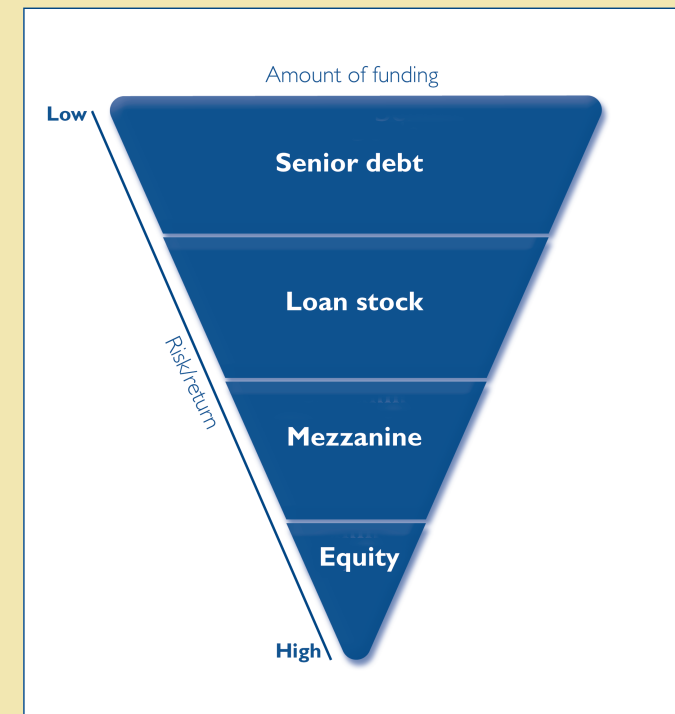 Amount of funding
Low
Senior debt
Loan stock
Risk/return
Mezzanine
Equity
High